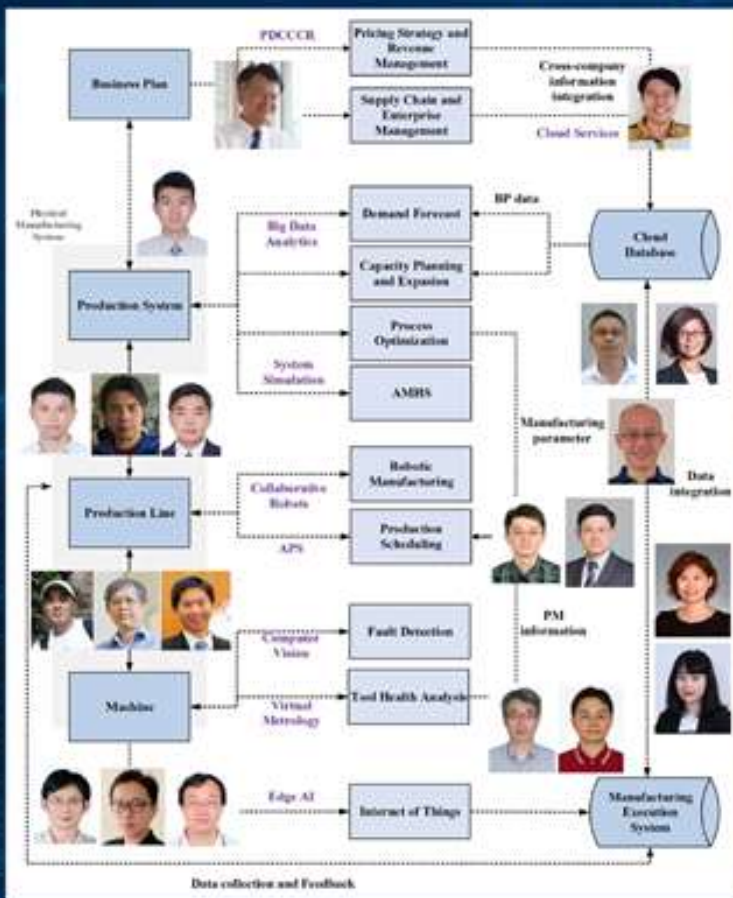 PDCCCR
Pricing Strategy and
Revenue
Management
Business Plan
Cross-company
information
integration
Supply Chain and
Enterprise
Management
Cloud Services
Physical
Manufacturing
System
BP data
Big Data
Analytics
Demand Forecast
Cloud
Database
Capacity Planning
and Expasion
Production System
Process
Optimization
System
Simulation
AMHS
Manufacturing
parameter
Data
integration
Robotic
Manufacturing
Collaborative
Robots
Production Line
Production
Scheduling
APS
PM
information
Fault Detection
Computer
Vision
Machine
Tool Health Analysis
Virtual
Metrology
Edge AI
Internet of Things
Manufacturing
Execution
System
Data collection and Feedback